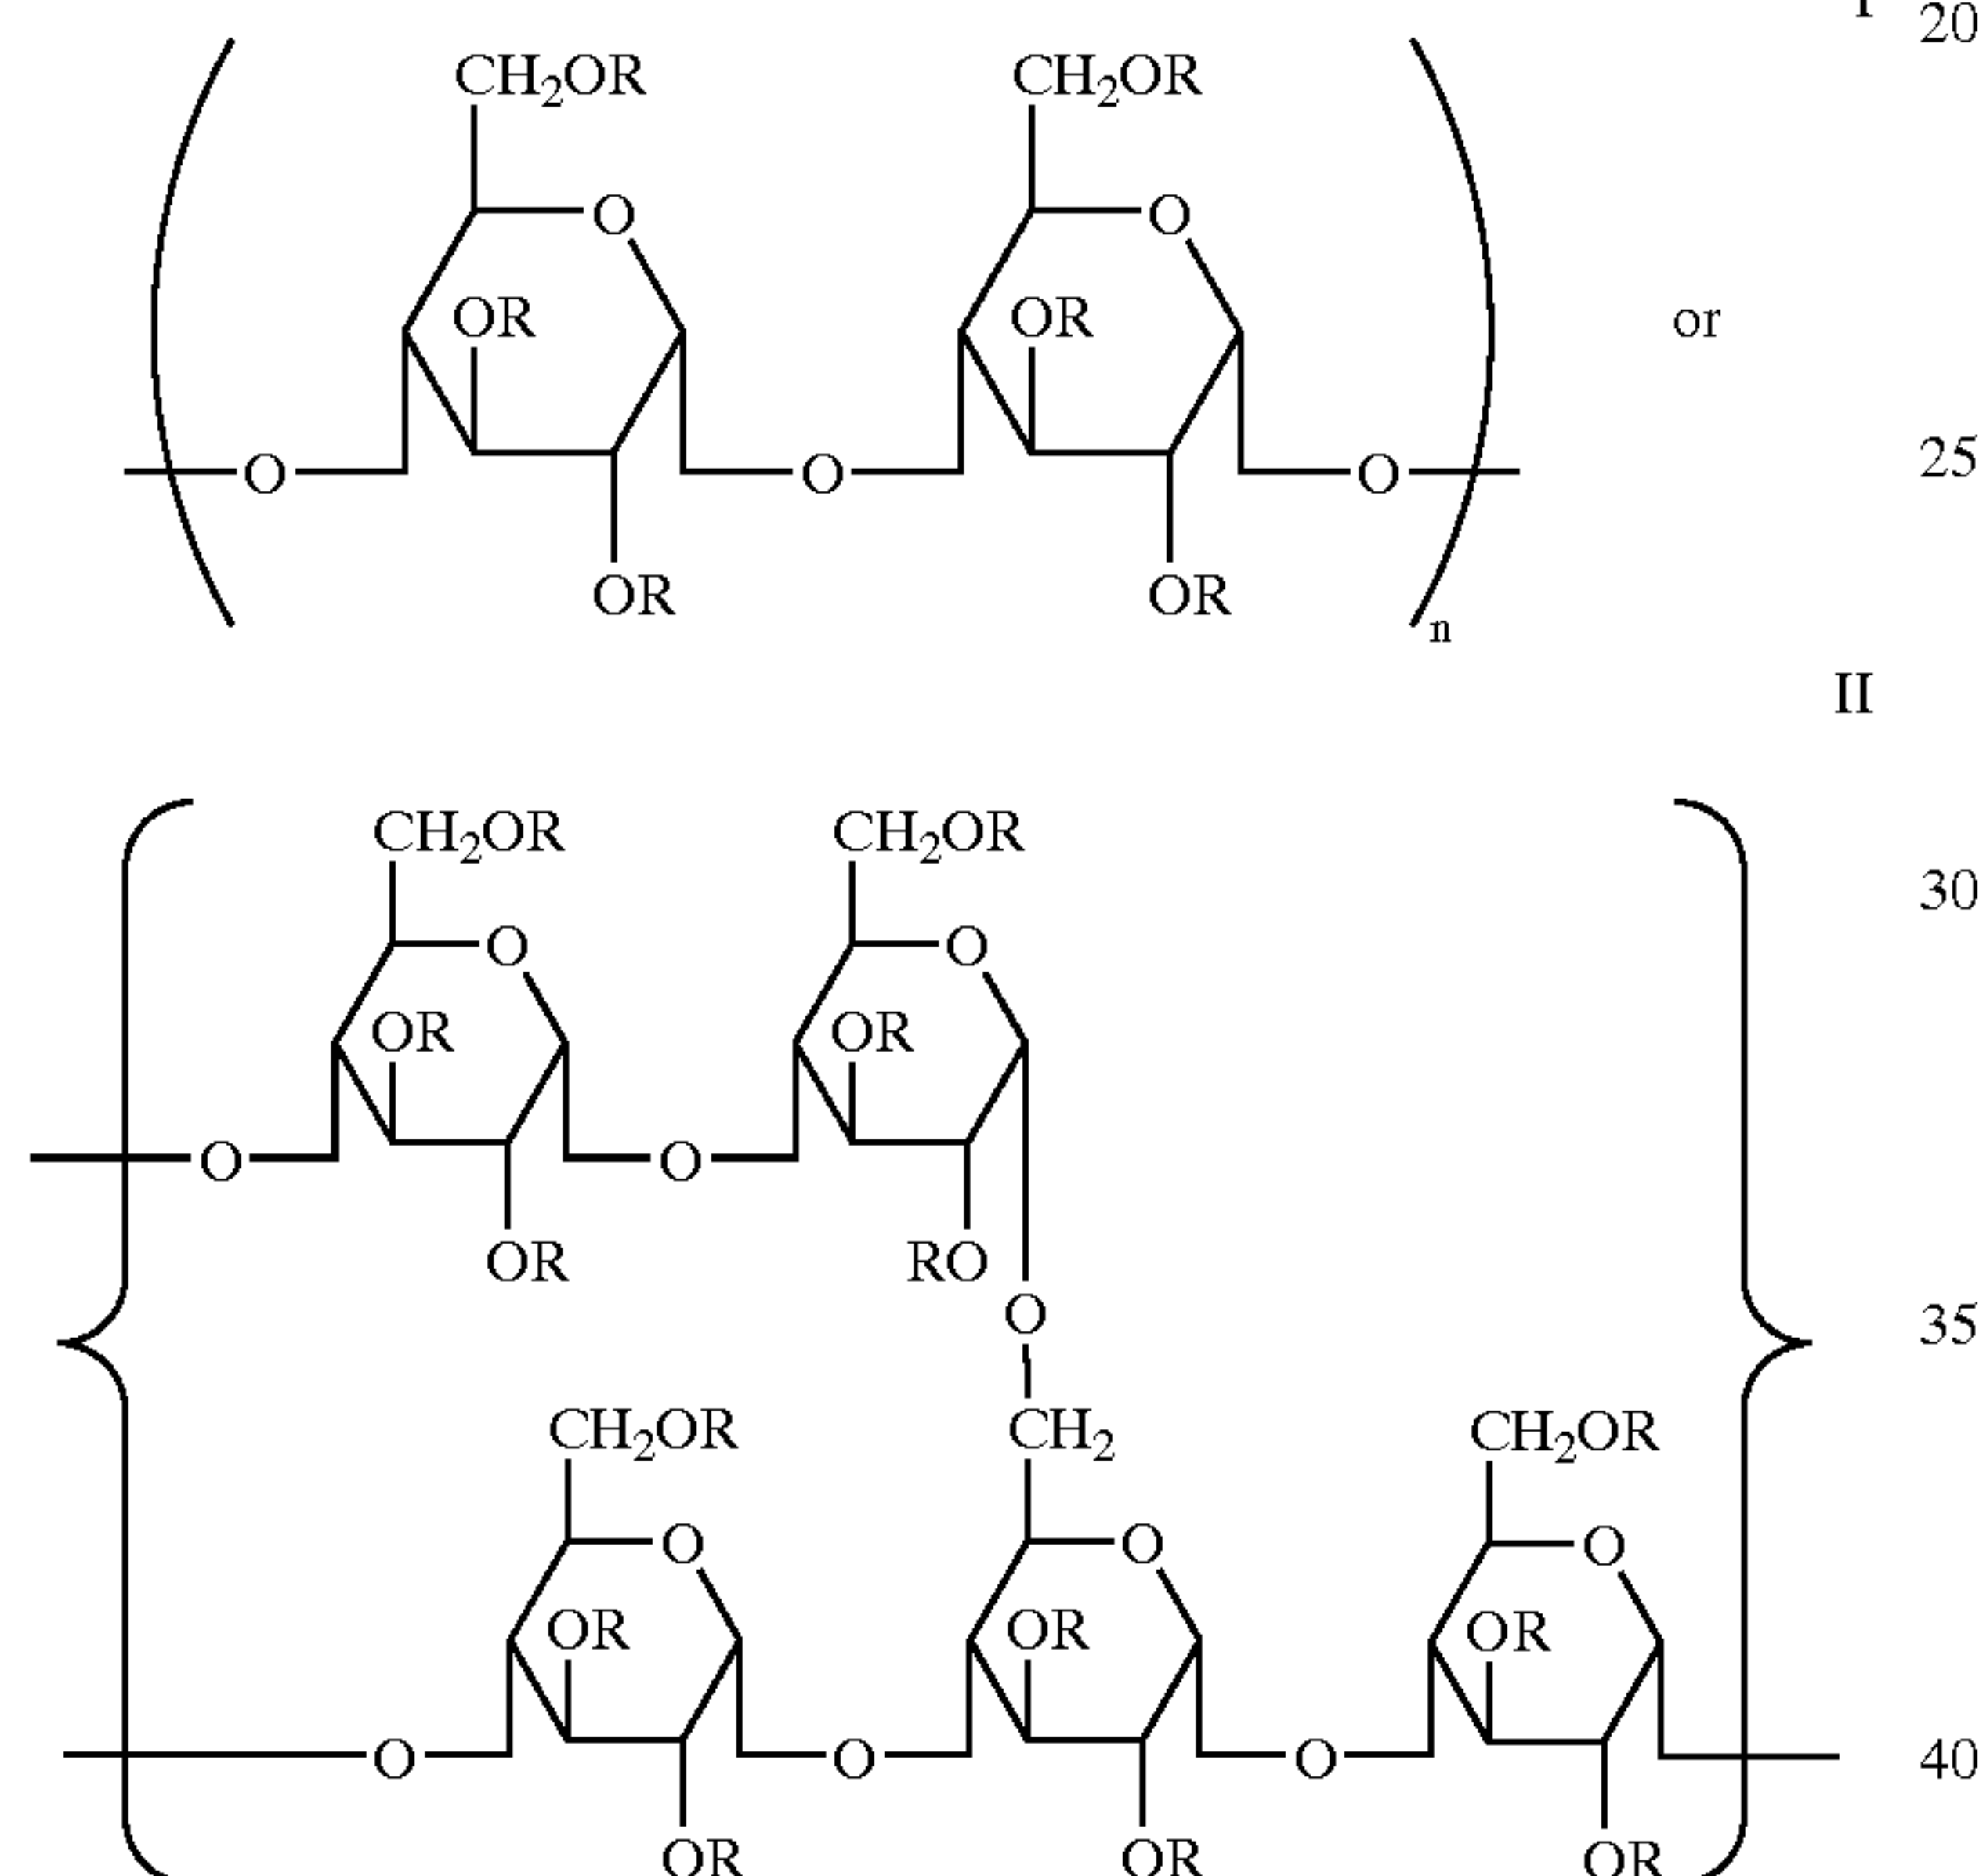 I 20
CH2OR CH2OR
O O
OR OR or
O O O 25
OR OR
n
II
CH2OR CH2OR
30
O O
OR OR
O O
OR RO
O 35
CH2OR CH2 CH2OR
O O O
OR OR OR
O O O 40
OR OR OR